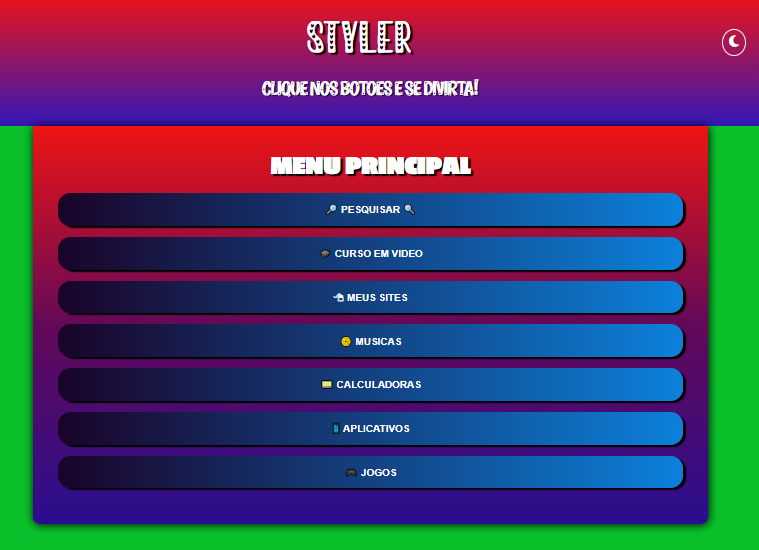 STYLER
CLIQUE NOS BOTOES E SE DIVIRTA!
MENU PRINCIPAL
🔎 PESQUISAR 🔍
🎓 CURSO EM VIDEO
🖱 MEUS SITES
📀 MUSICAS
📟 CALCULADORAS
📱 APLICATIVOS
🎮 JOGOS